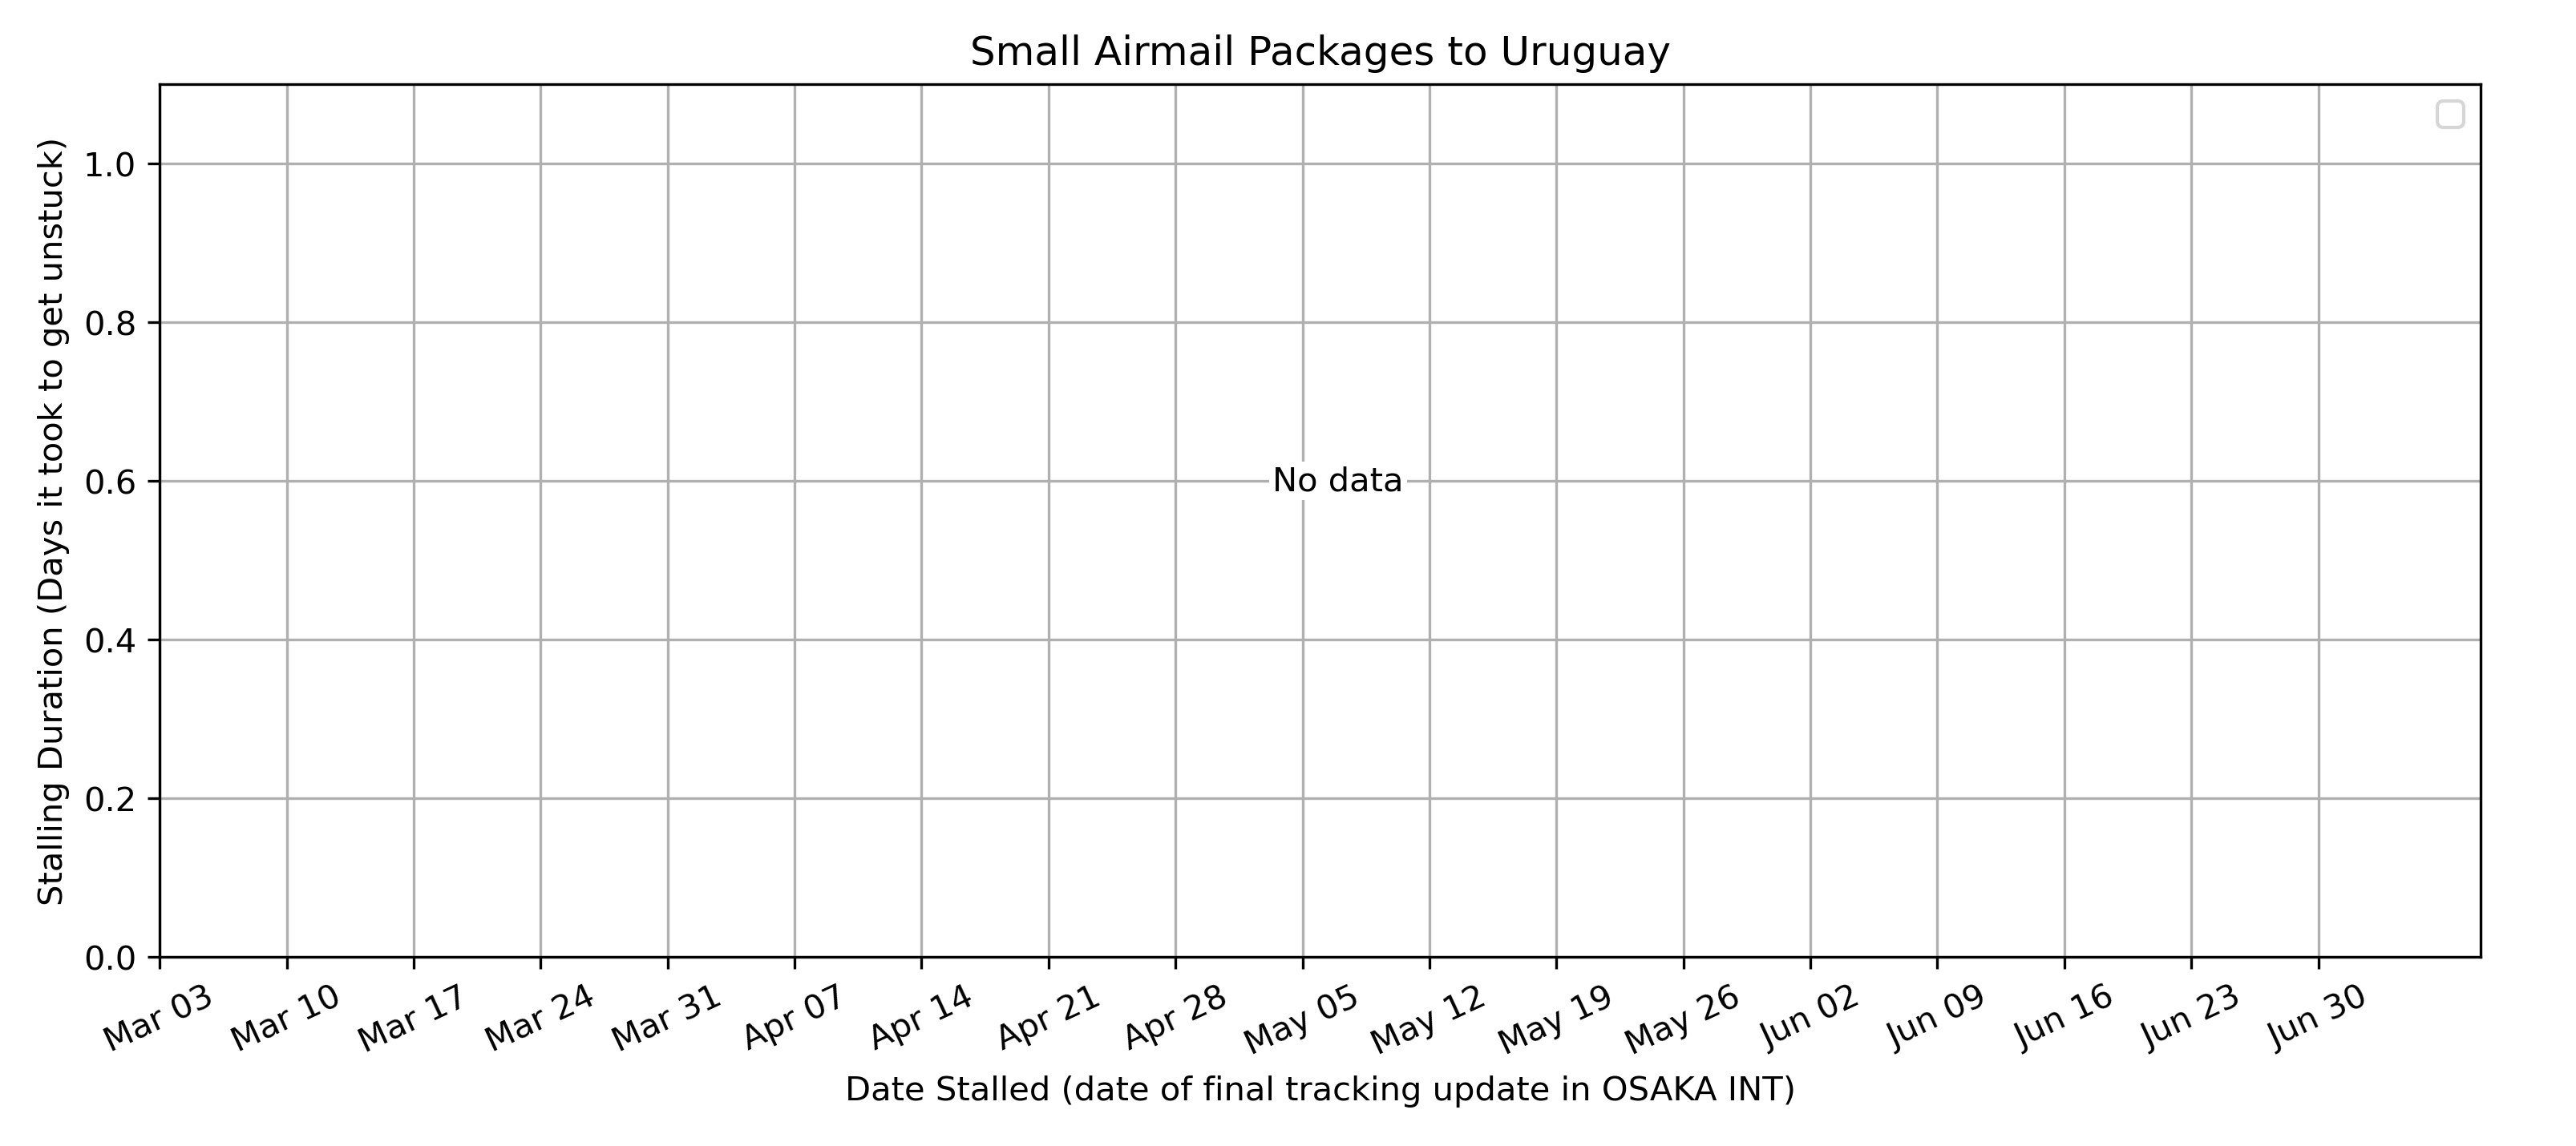 Small Airmail Packages to Uruguay
Stalling Duration (Days it took to get unstuck)
1.0
0.8
0.6
0.4
0.2
0.0
No data
Mar 03
Mar 10
Mar 17
Mar 24
Mar 31
Apr 07
Apr 14
Apr 21
Apr 28
May 05
May 12
May 19
May 26
Jun 02
Jun 09
Jun 16
Jun 23
Jun 30
Date Stalled (date of final tracking update in OSAKA INT)